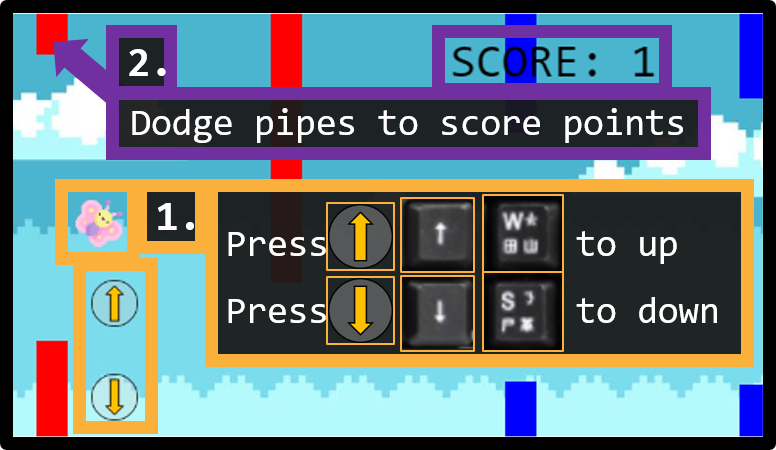 2.
SCORE: 1
Dodge pipes to score points
1.
Press ↑ ↑ W to up
Press ↓ ↓ S to down